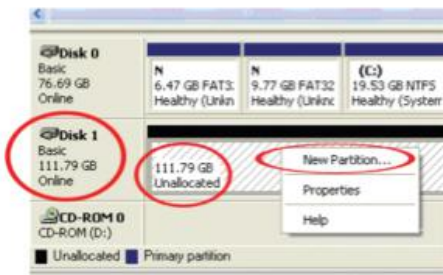 Disk 0
Basic
76.69 GB
Online
N
6.47 GB FAT3:
Healthy (Unkn
N
9.77 GB FAT32
Healthy (Unknc
(C:)
19.53 GB NTFS
Healthy (System
Disk 1
Basic
111.79 GB
Online
111.79 GB
Unallocated
New Partition...
Properties
Help
CD-ROM 0
CD-ROM (D:)
Unallocated Primary partition